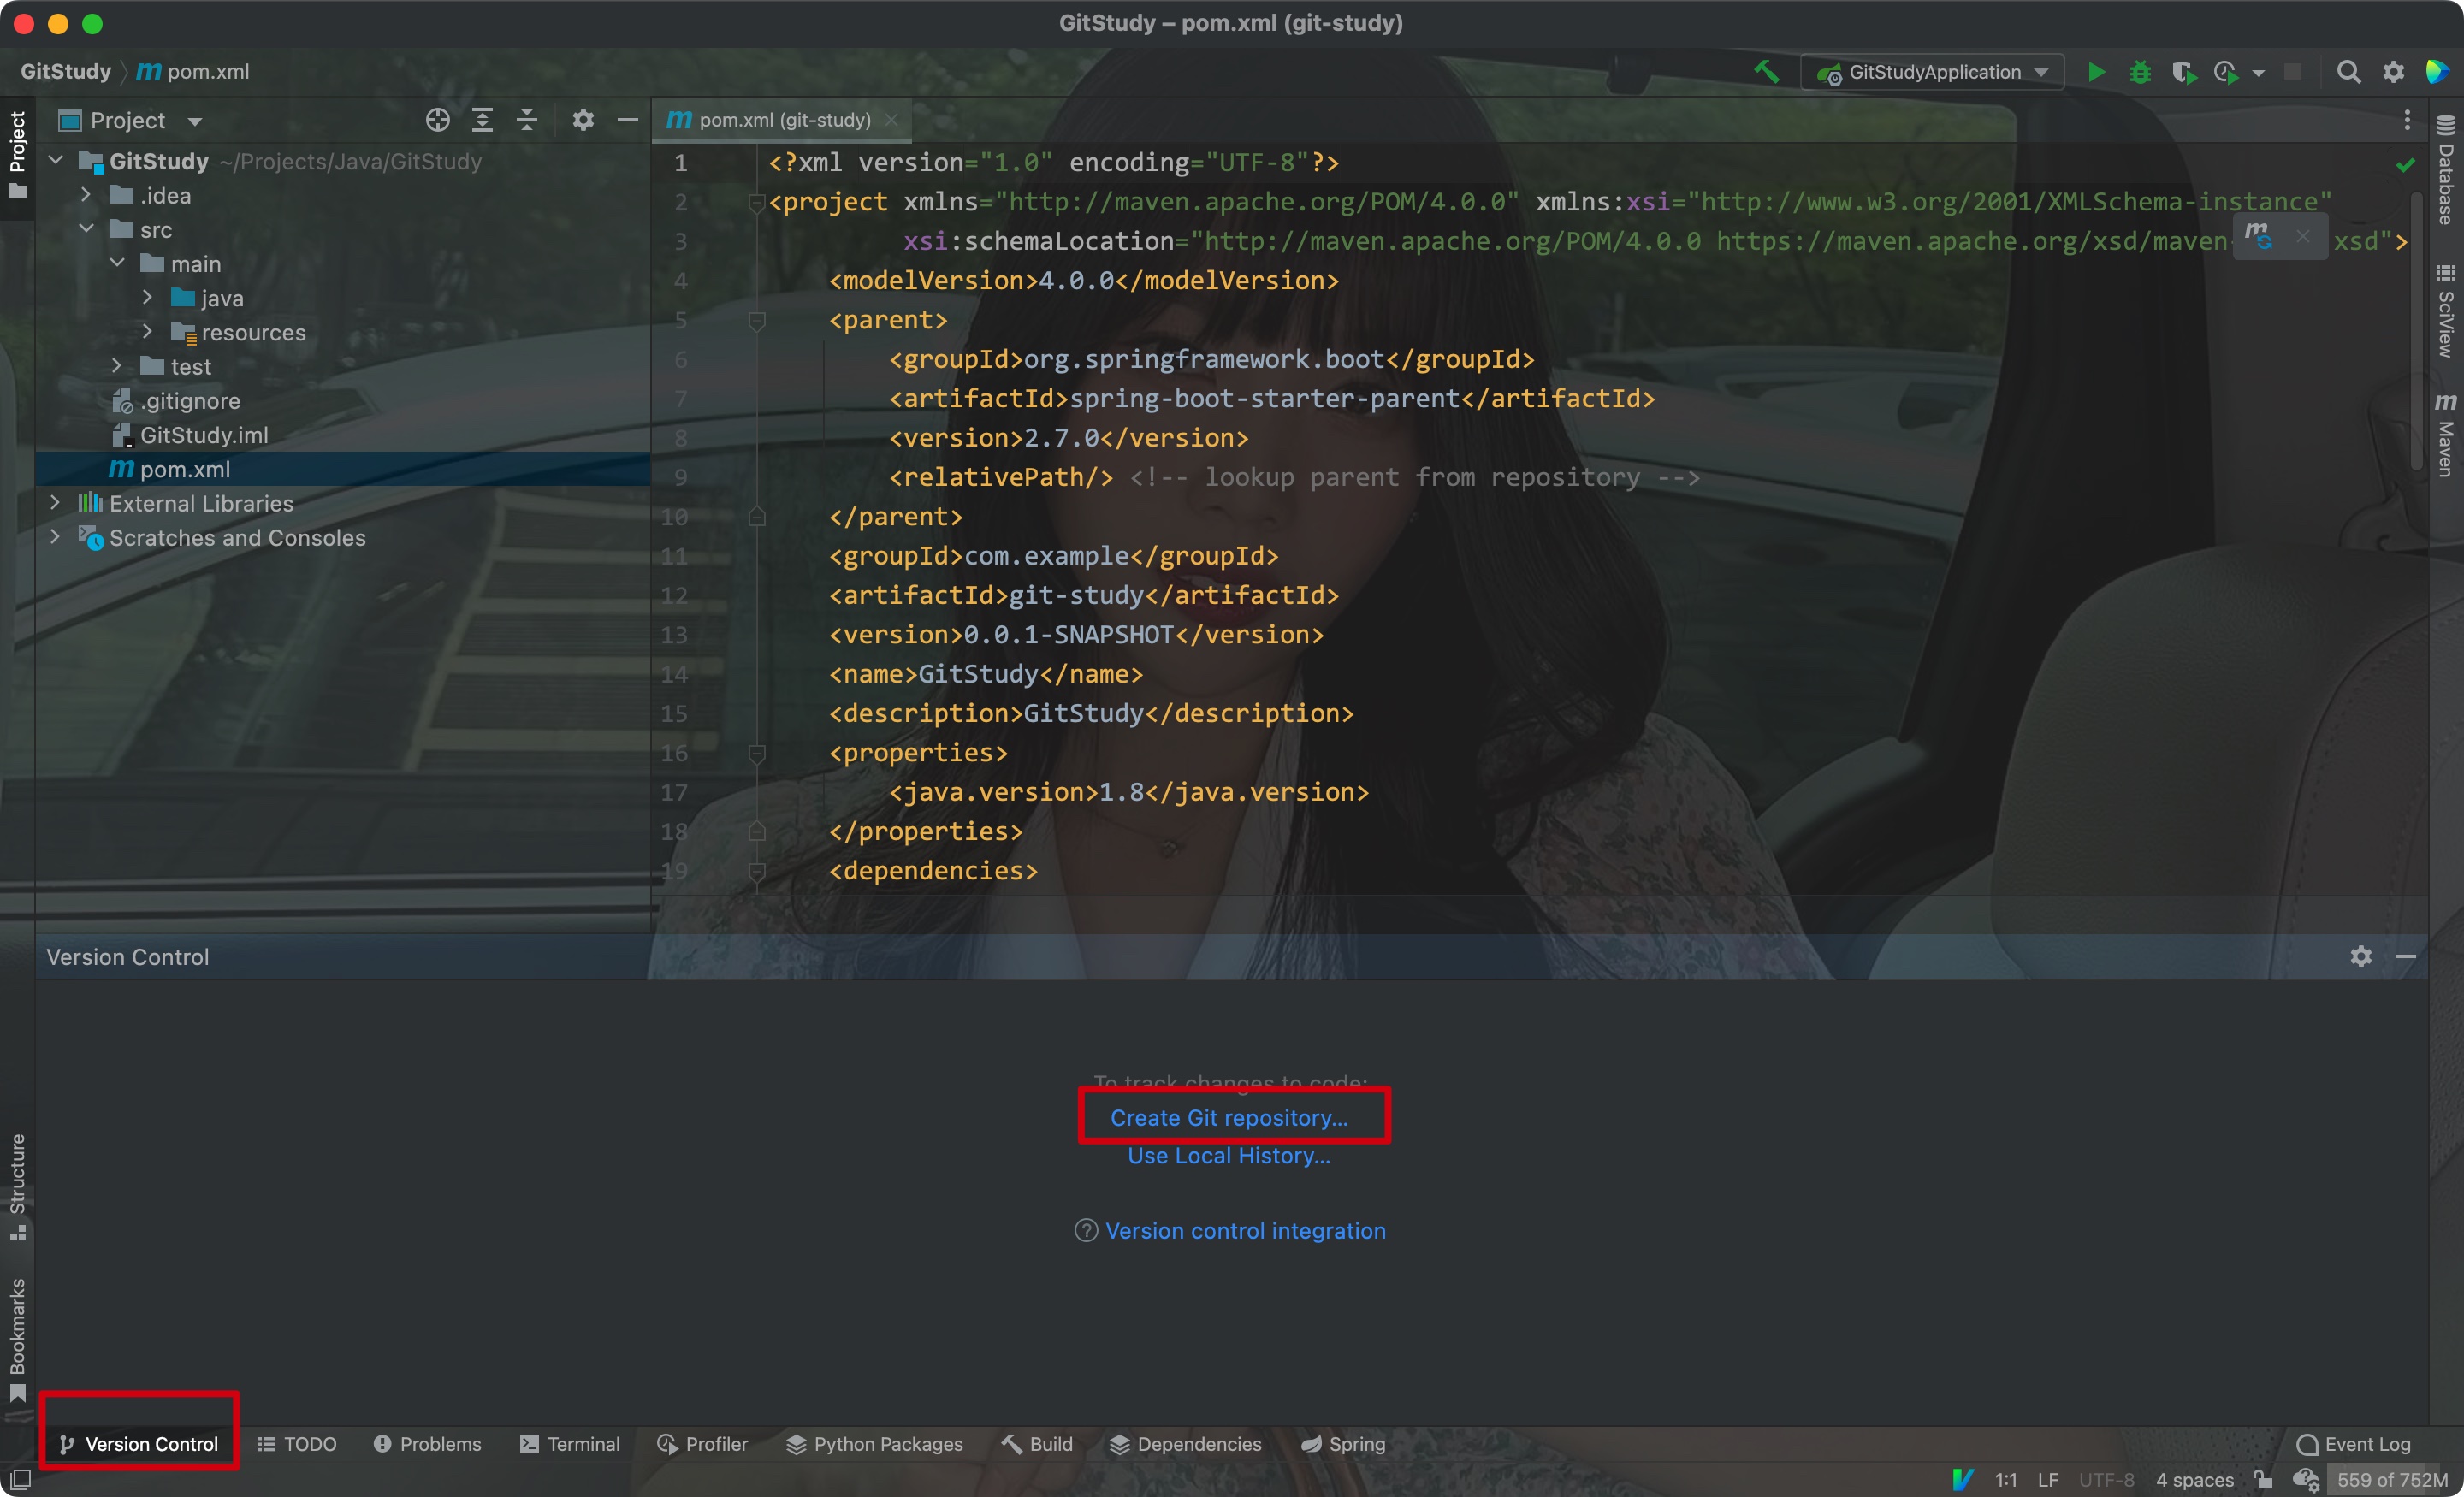 GitStudy – pom.xml (git-study)
GitStudy pom.xml
GitStudyApplication
Project
Project
pom.xml (git-study)
GitStudy ~/Projects/Java/GitStudy
.idea
src
main
java
resources
test
.gitignore
GitStudy.iml
pom.xml
External Libraries
Scratches and Consoles
1 <?xml version="1.0" encoding="UTF-8"?>
2 <project xmlns="http://maven.apache.org/POM/4.0.0" xmlns:xsi="http://www.w3.org/2001/XMLSchema-instance"
3 xsi:schemaLocation="http://maven.apache.org/POM/4.0.0 https://maven.apache.org/xsd/maven- xsd">
4 <modelVersion>4.0.0</modelVersion>
5 <parent>
6 <groupId>org.springframework.boot</groupId>
7 <artifactId>spring-boot-starter-parent</artifactId>
8 <version>2.7.0</version>
9 <relativePath/> <!-- lookup parent from repository -->
10 </parent>
11 <groupId>com.example</groupId>
12 <artifactId>git-study</artifactId>
13 <version>0.0.1-SNAPSHOT</version>
14 <name>GitStudy</name>
15 <description>GitStudy</description>
16 <properties>
17 <java.version>1.8</java.version>
18 </properties>
19 <dependencies>
Database
SciView
Maven
Version Control
To track changes to code:
Create Git repository...
Use Local History...
? Version control integration
Structure
Bookmarks
Version Control TODO Problems Terminal Profiler Python Packages Build Dependencies Spring Event Log
1:1 LF UTF-8 4 spaces 559 of 752M